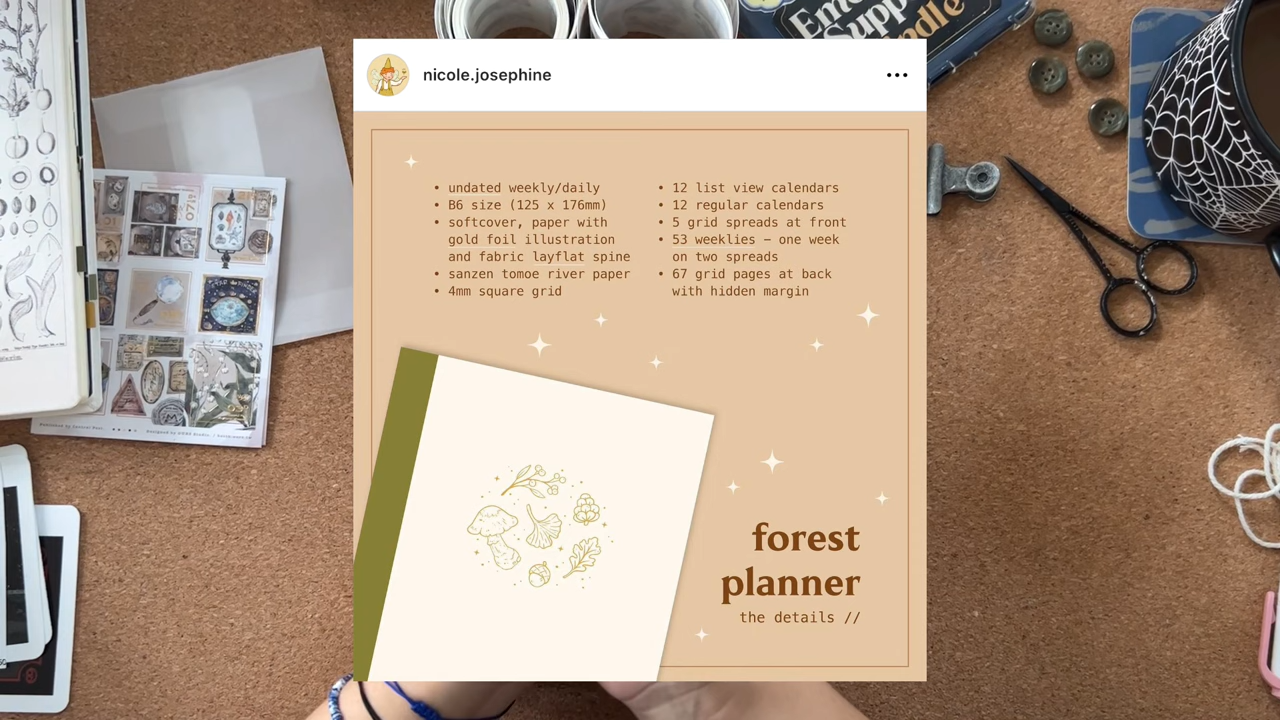 Emo
Supp
ndle
nicole.josephine
• undated weekly/daily
• B6 size (125 x 176mm)
• softcover, paper with
gold foil illustration
and fabric layflat spine
• sanzen tomoe river paper
• 4mm square grid
• 12 list view calendars
• 12 regular calendars
• 5 grid spreads at front
• 53 weeklies – one week
on two spreads
• 67 grid pages at back
with hidden margin
forest
planner
the details //